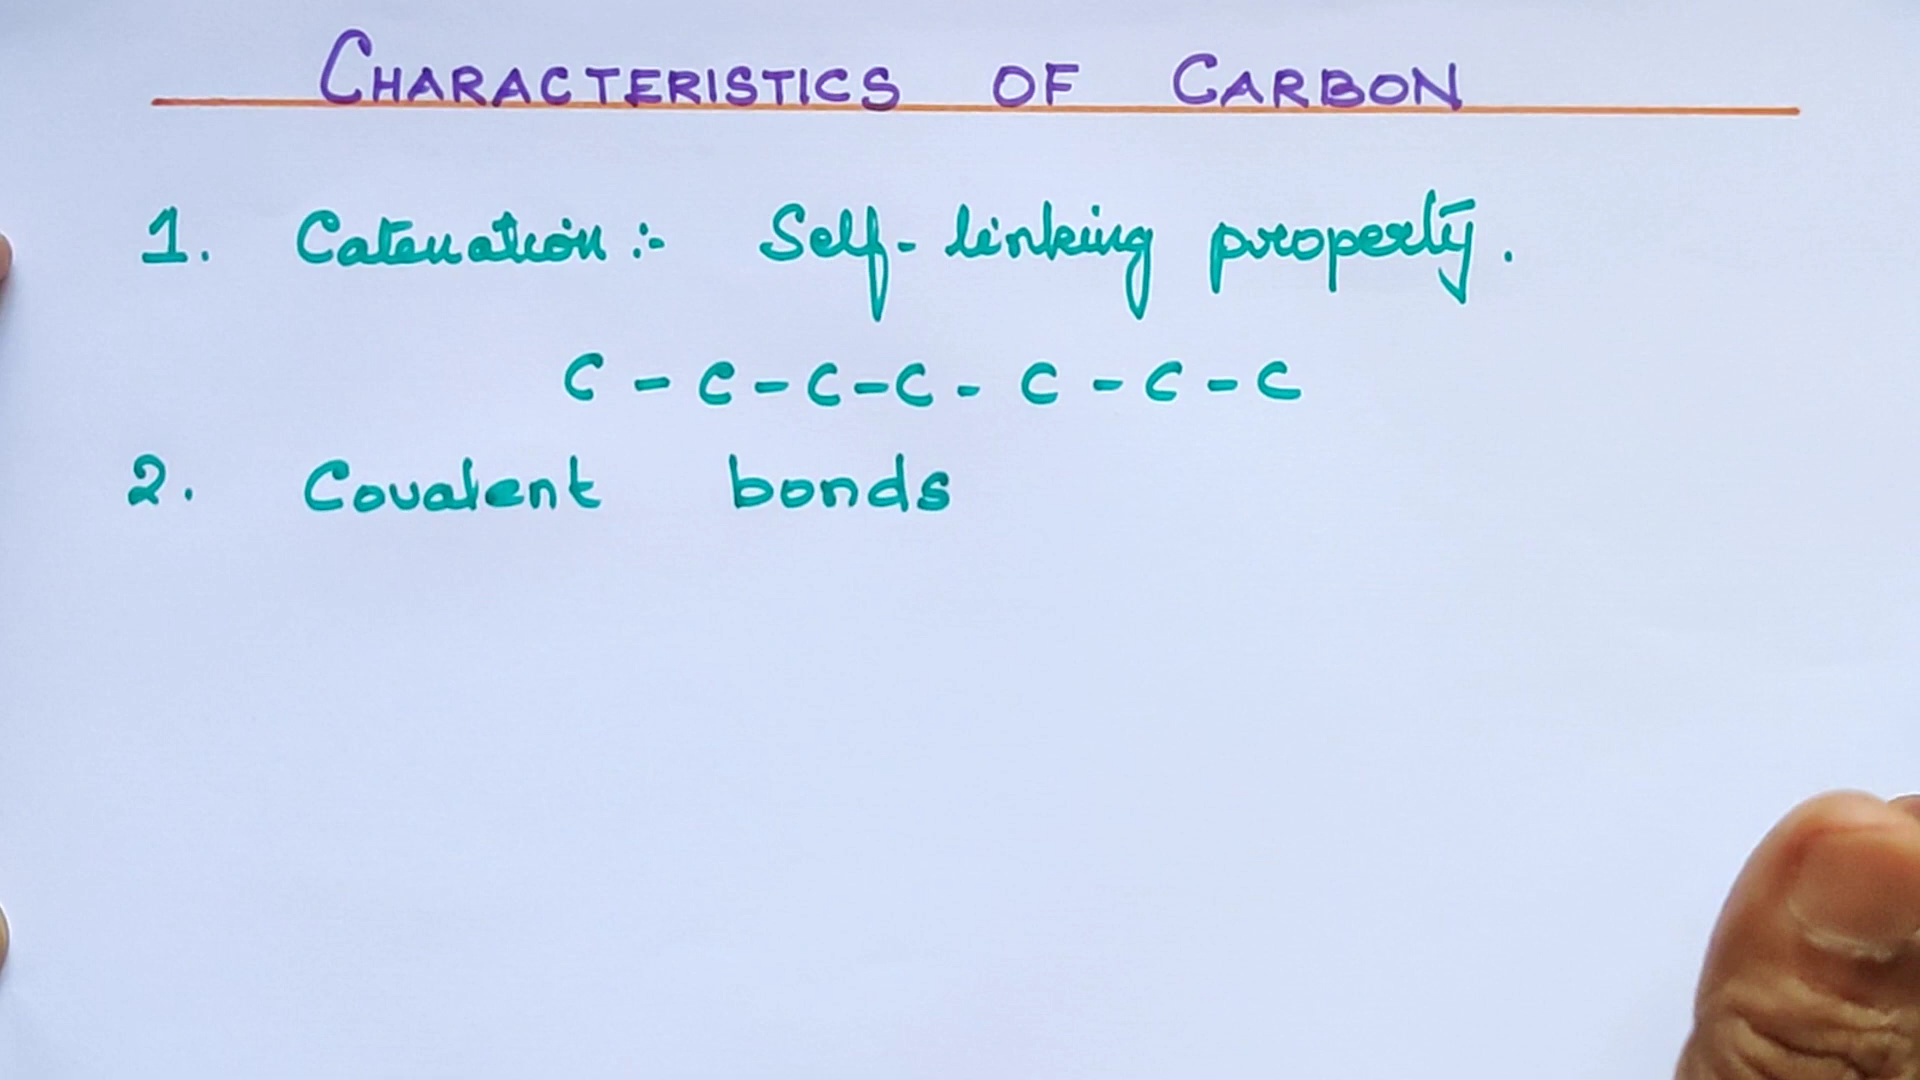 CHARACTERISTICS OF CARBON
1. Catenation :- Self-linking property.
C - C - C - C - C - C - C
2. Covalent bonds